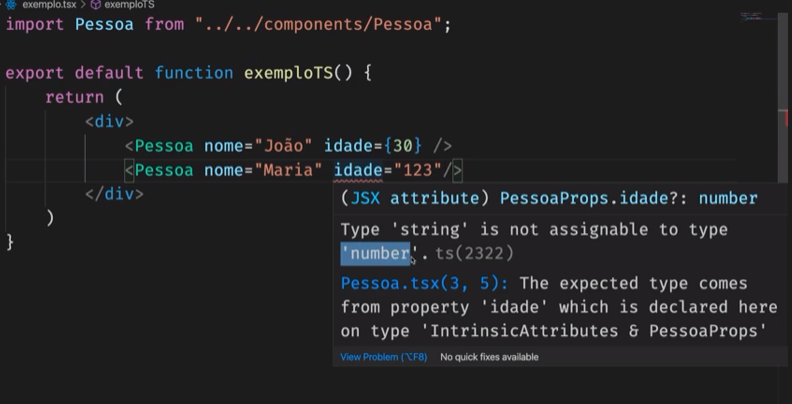 exemplo.tsx > exemploTS
import Pessoa from "../../components/Pessoa";
export default function exemploTS() {
return (
<div>
<Pessoa nome="João" idade={30} />
<Pessoa nome="Maria" idade="123"/>
</div>
)
}
(JSX attribute) PessoaProps.idade?: number
Type 'string' is not assignable to type
'number'. ts(2322)
Pessoa.tsx(3, 5): The expected type comes
from property 'idade' which is declared here
on type 'IntrinsicAttributes & PessoaProps'
View Problem (⌥F8) No quick fixes available